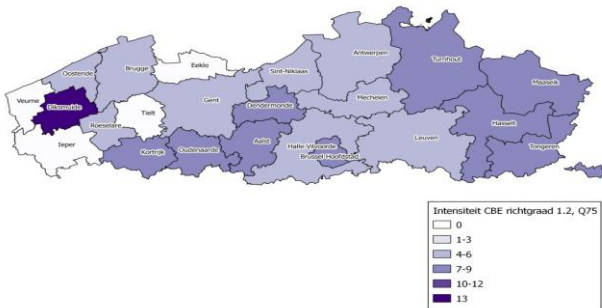 Antwerpen
Turnhout
Eeklo
Brugge
Oostende
Sint-Niklaas
Maaseik
Veurne
Diksmuide
Gent
Mechelen
Dendermonde
Tielt
Roeselare
Hasselt
Ieper
Aalst
Leuven
Kortrijk
Oudenaarde
Halle-Vilvoorde
Tongeren
Brussel Hoofdstad
Intensiteit CBE richtgraad 1.2, Q75
0
1-3
4-6
7-9
10-12
13